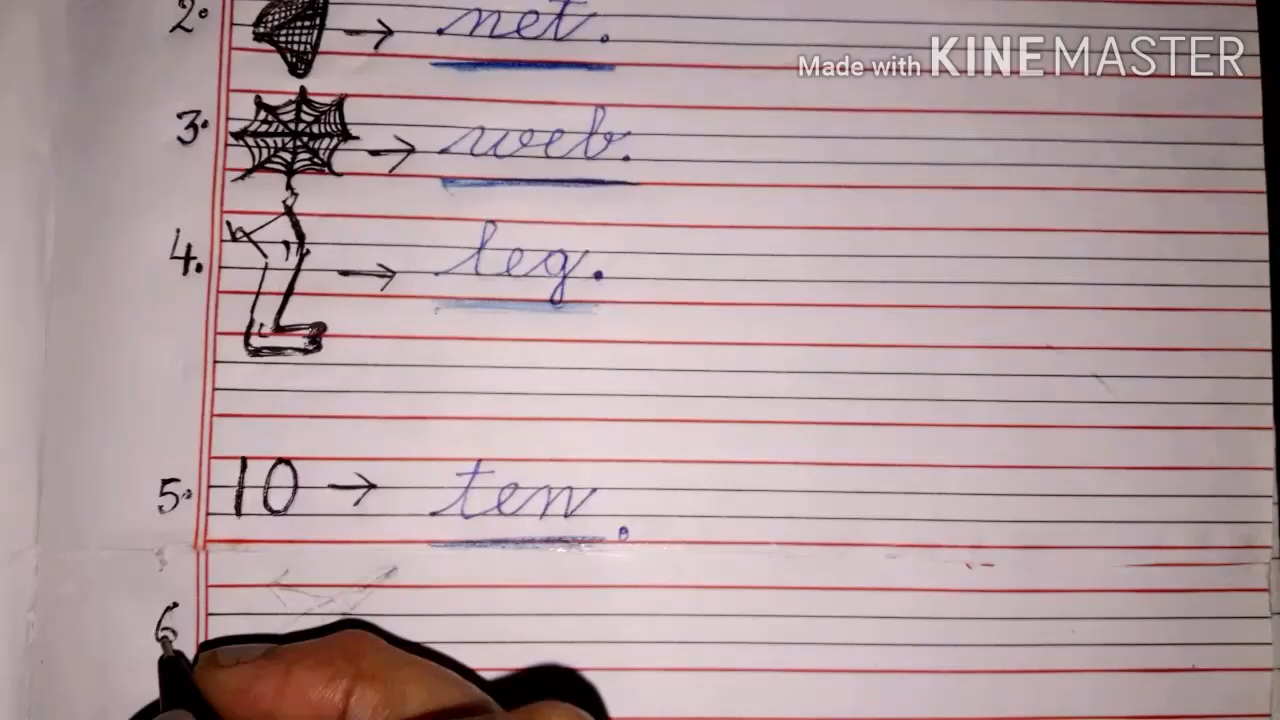 2. → net.
Made with KINEMASTER
3. → web.
4. → leg.
5. 10 → ten.
6